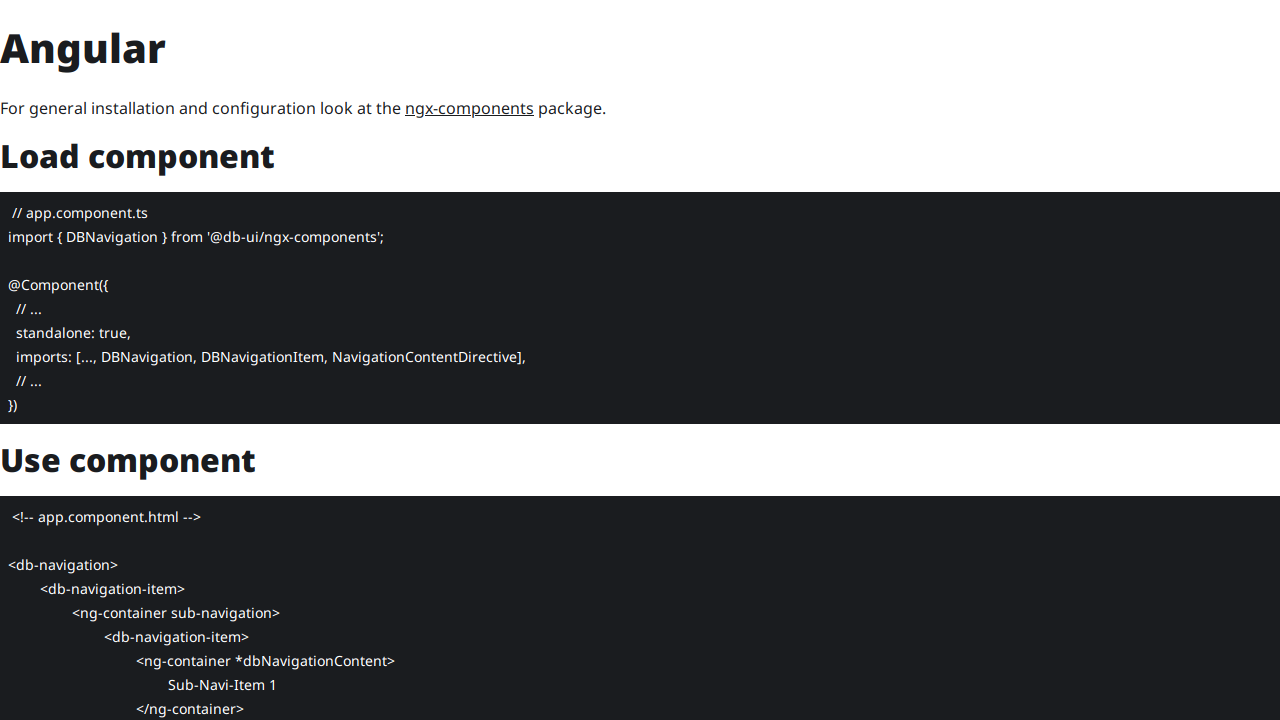 Angular
For general installation and configuration look at the ngx-components package.
Load component
// app.component.ts
import { DBNavigation } from '@db-ui/ngx-components';
@Component({
// ...
standalone: true,
imports: [..., DBNavigation, DBNavigationItem, NavigationContentDirective],
// ...
})
Use component
<!-- app.component.html -->
<db-navigation>
<db-navigation-item>
<ng-container sub-navigation>
<db-navigation-item>
<ng-container *dbNavigationContent>
Sub-Navi-Item 1
</ng-container>